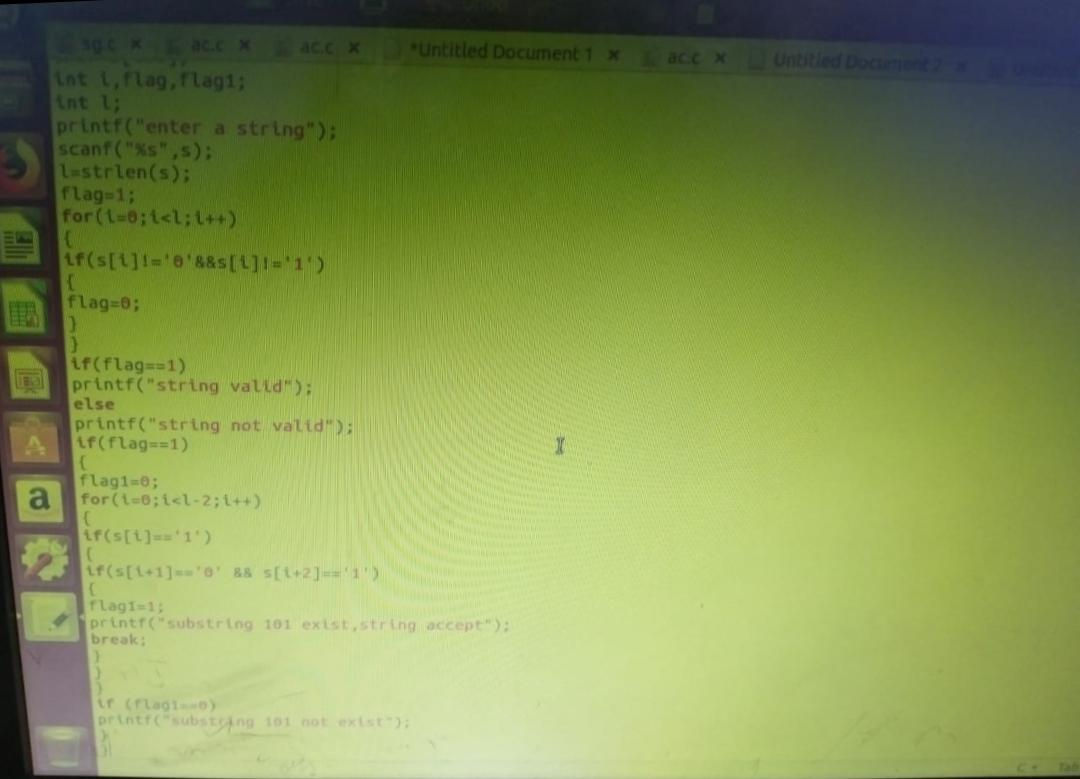 sg.c × ac.c × ac.c × *Untitled Document 1 × ac.c × Untitled Document 2 ×
int i,flag,flag1;
int l;
printf("enter a string");
scanf("%s",s);
l=strlen(s);
flag=1;
for(i=0;i<l;i++)
{
if(s[i]!='0'&&s[i]!='1')
{
flag=0;
}
}
if(flag==1)
printf("string valid");
else
printf("string not valid");
if(flag==1)
{
flag1=0;
for(i=0;i<l-2;i++)
{
if(s[i]=='1')
{
if(s[i+1]=='0' && s[i+2]=='1')
{
flag1=1;
printf("substring 101 exist,string accept");
break;
}
}
}
if (flag1==0)
printf("substring 101 not exist");
}
}
C Tab
a